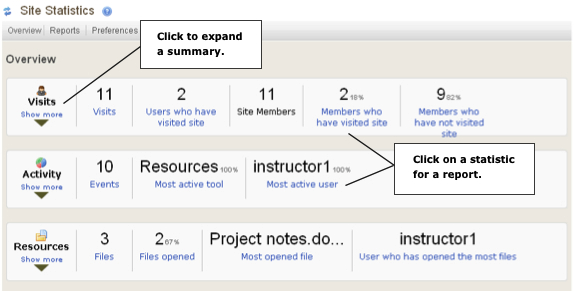 Site Statistics
Overview Reports Preferences
Click to expand
a summary.
Overview
Visits
Show more
11
Visits
2
Users who have
visited site
11
Site Members
2 18%
Members who
have visited site
9 82%
Members who
have not visited
site
Click on a statistic
for a report.
Activity
Show more
10
Events
Resources 100%
Most active tool
instructor1 100%
Most active user
Resources
Show more
3
Files
2 67%
Files opened
Project notes.do...
Most opened file
instructor1
User who has opened the most files